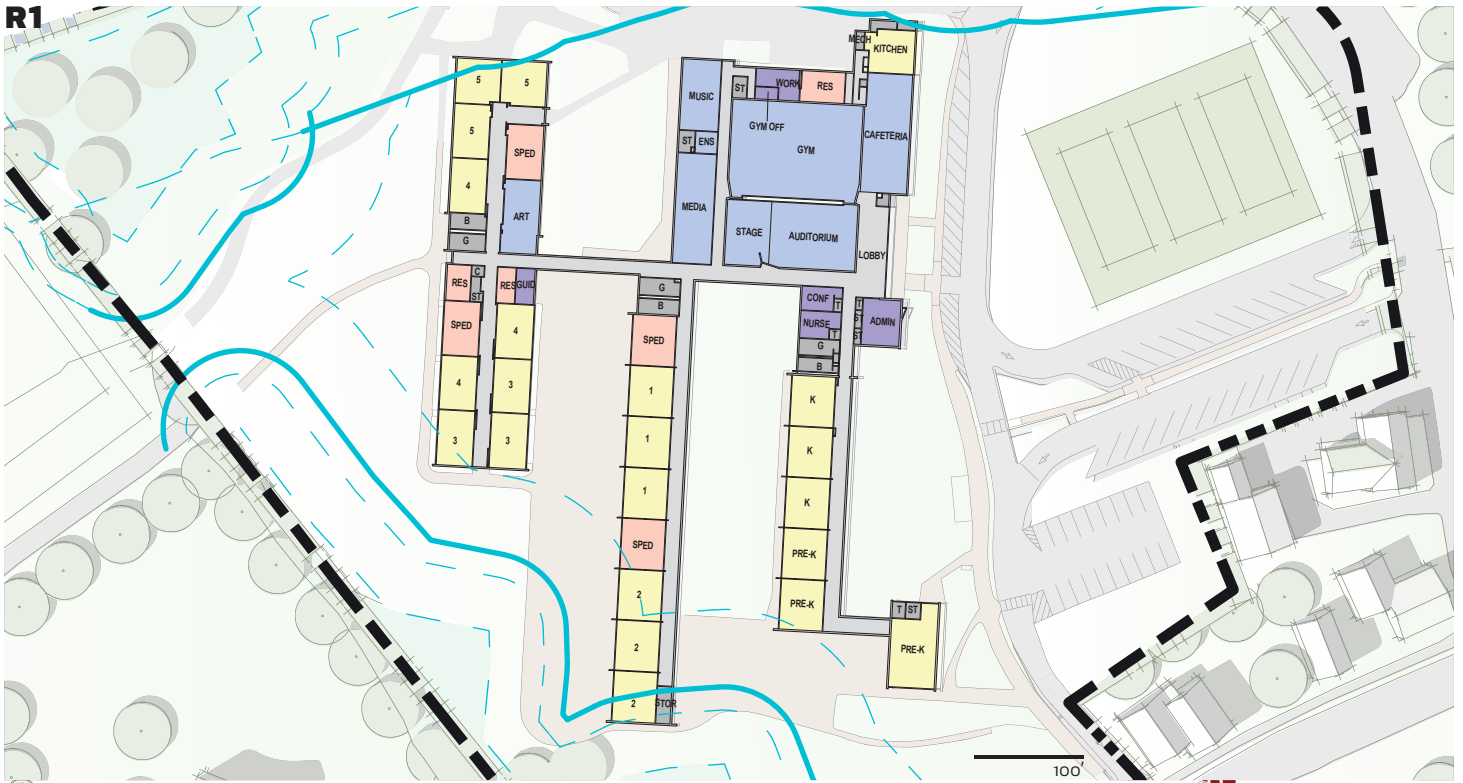 R1
MECH
KITCHEN
5
5
MUSIC
ST
WORK
RES
GYM OFF
CAFETERIA
5
SPED
ST
ENS
GYM
4
ART
MEDIA
B
G
STAGE
AUDITORIUM
LOBBY
RES
C
ST
RES
GUID
G
B
CONF
T
T
ST
ADMIN
SPED
4
SPED
NURSE
T
ST
G
B
4
3
1
K
3
3
1
K
1
K
SPED
PRE-K
2
PRE-K
T
ST
2
PRE-K
2
STOR
100'